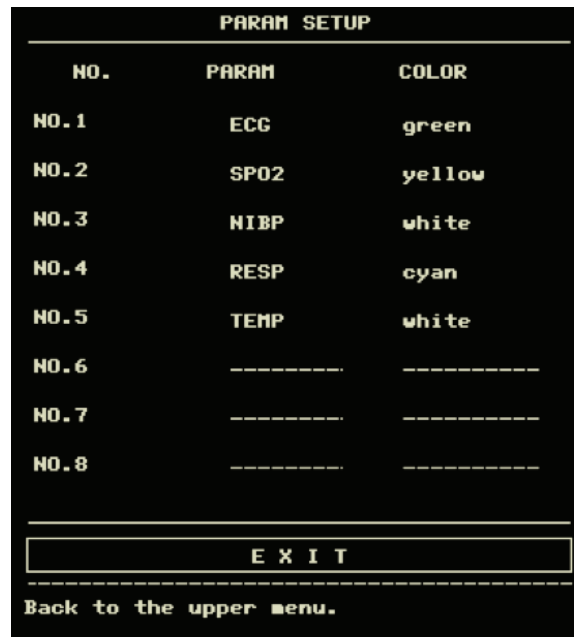 PARAM SETUP
NO. PARAM COLOR
NO.1 ECG green
NO.2 SPO2 yellow
NO.3 NIBP white
NO.4 RESP cyan
NO.5 TEMP white
NO.6 --------- ----------
NO.7 --------- ----------
NO.8 --------- ----------
E X I T
Back to the upper menu.